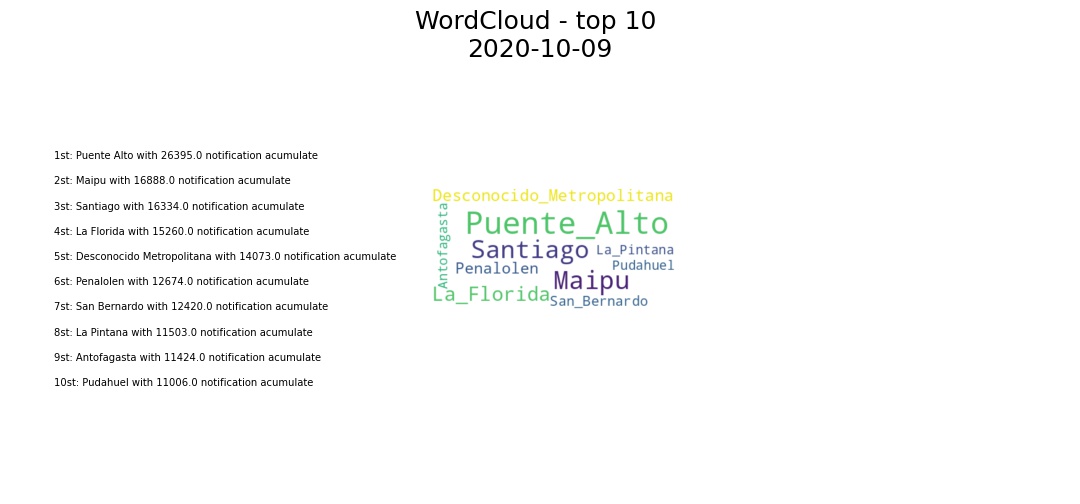 WordCloud - top 10
2020-10-09
1st: Puente Alto with 26395.0 notification acumulate
2st: Maipu with 16888.0 notification acumulate
3st: Santiago with 16334.0 notification acumulate
4st: La Florida with 15260.0 notification acumulate
5st: Desconocido Metropolitana with 14073.0 notification acumulate
6st: Penalolen with 12674.0 notification acumulate
7st: San Bernardo with 12420.0 notification acumulate
8st: La Pintana with 11503.0 notification acumulate
9st: Antofagasta with 11424.0 notification acumulate
10st: Pudahuel with 11006.0 notification acumulate
Desconocido_Metropolitana
Antofagasta
Puente_Alto
Santiago
La_Pintana
Penalolen
Pudahuel
Maipu
La_Florida
San_Bernardo